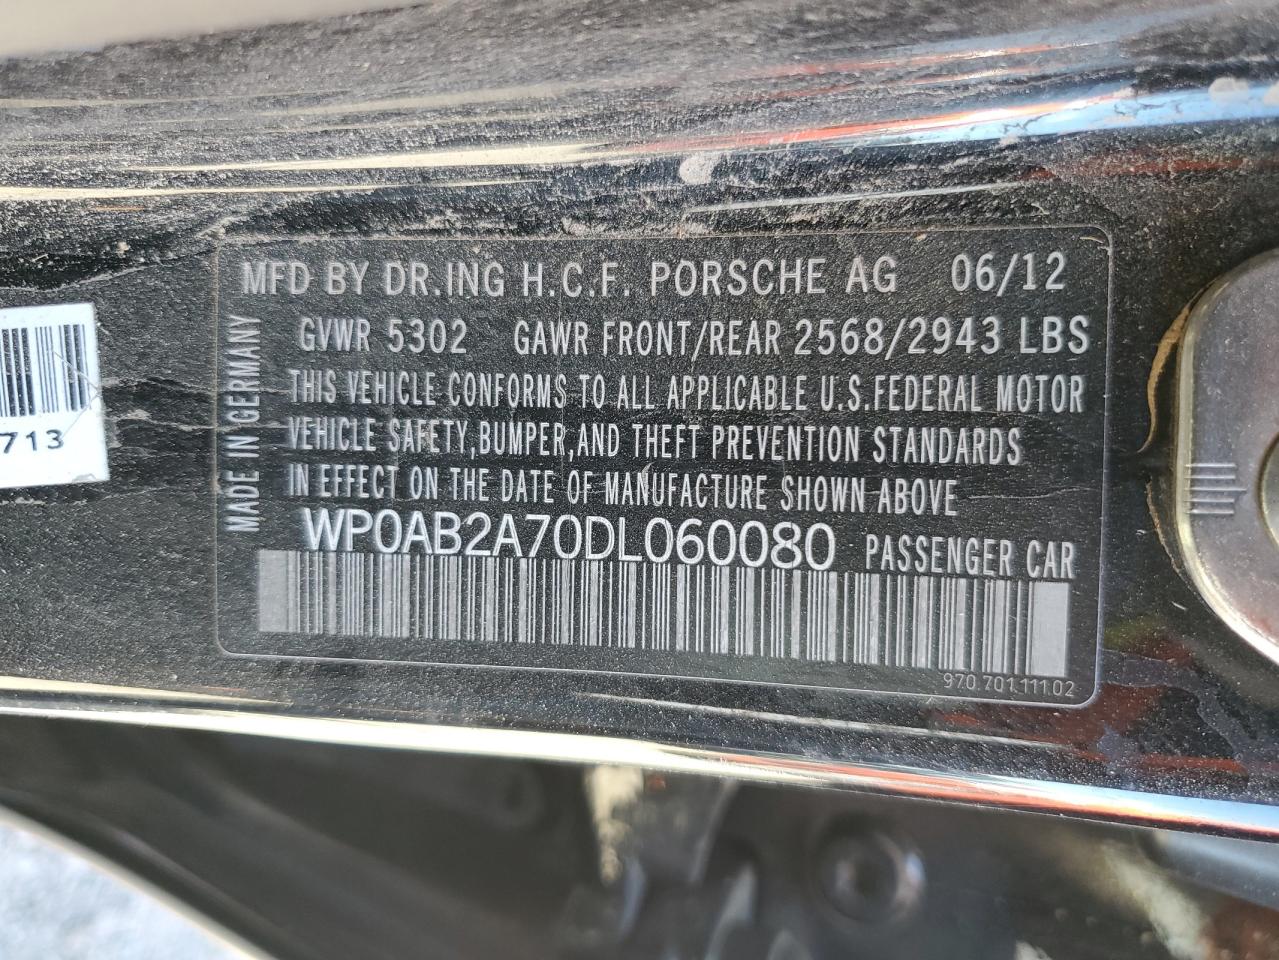 MFD BY DR.ING H.C.F. PORSCHE AG 06/12
GVWR 5302 GAWR FRONT/REAR 2568/2943 LBS
THIS VEHICLE CONFORMS TO ALL APPLICABLE U.S.FEDERAL MOTOR
VEHICLE SAFETY,BUMPER,AND THEFT PREVENTION STANDARDS
IN EFFECT ON THE DATE OF MANUFACTURE SHOWN ABOVE
WP0AB2A70DL060080 PASSENGER CAR
970.701.111.02
MADE IN GERMANY
713